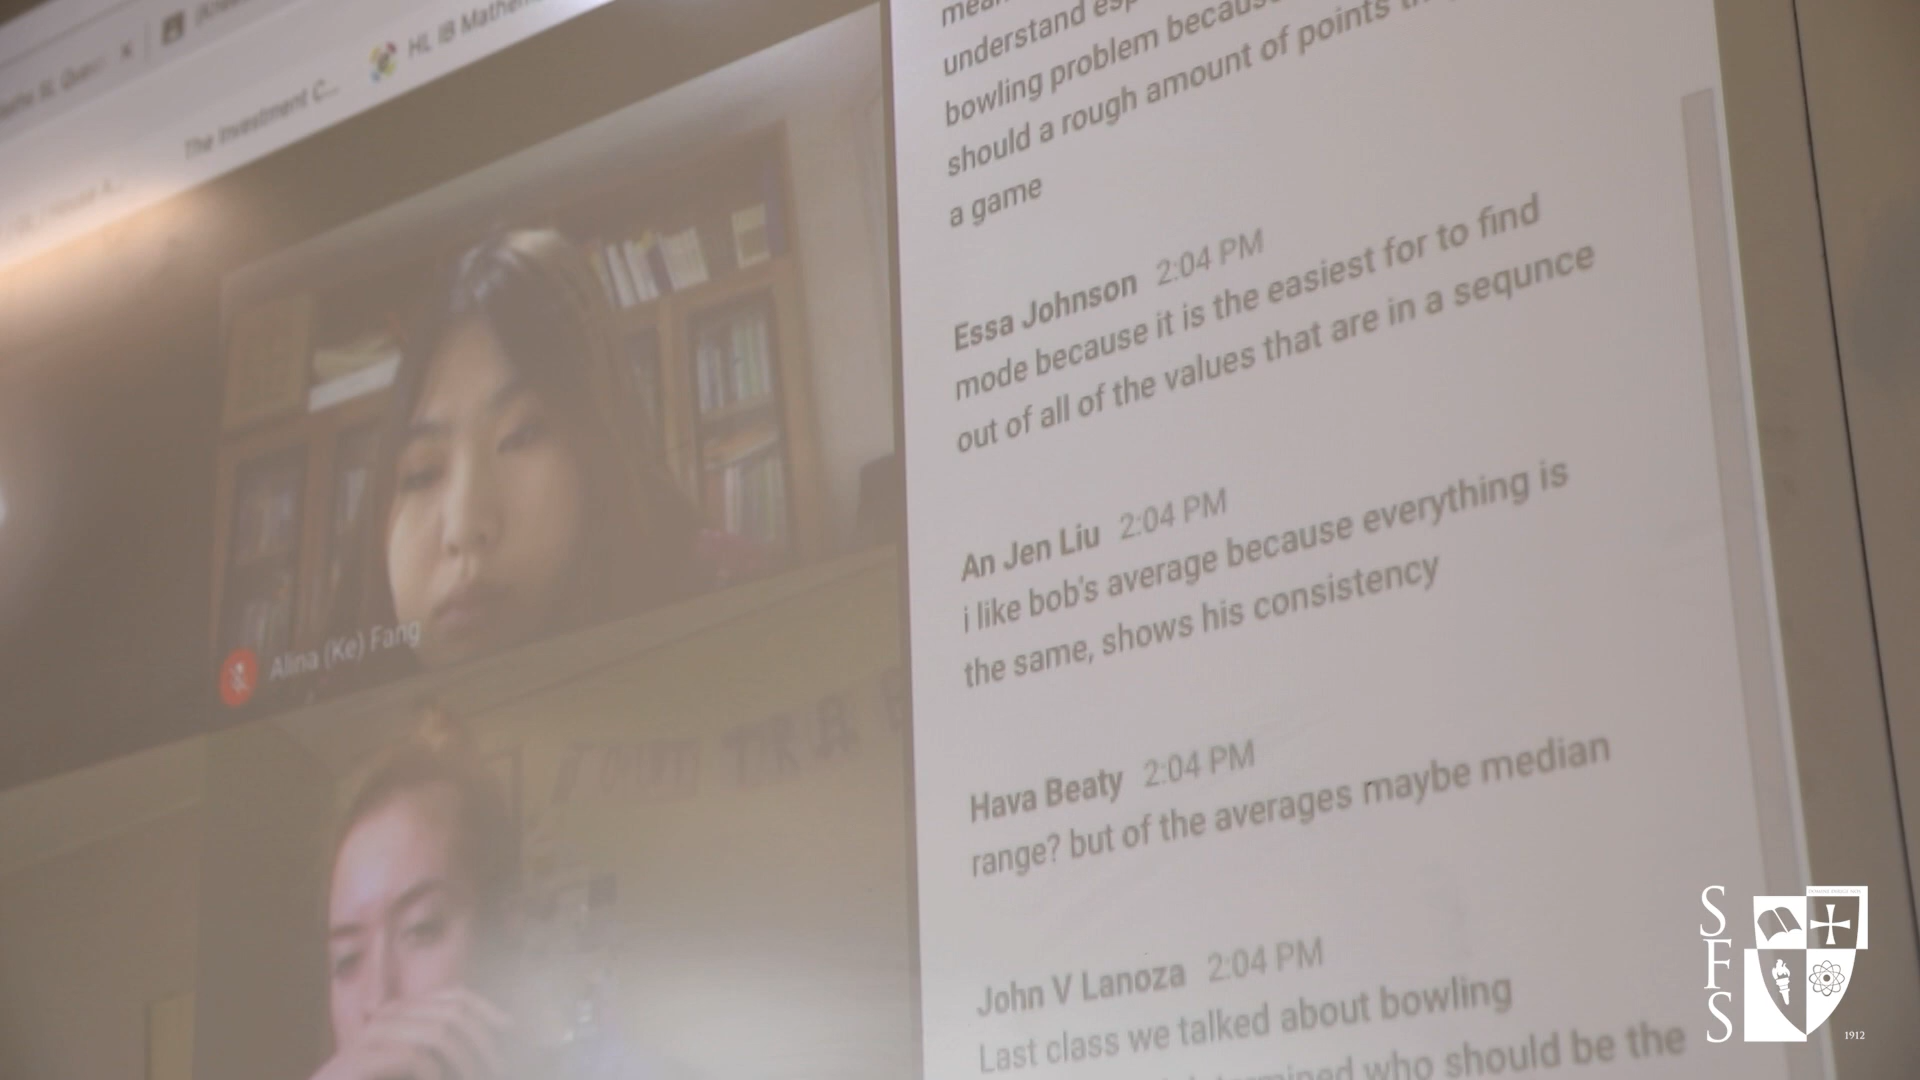 HL IB Mathem
The Investment C...
Alina (Ke) Fang
understand
bowling problem
should a rough amount of points
a game
Essa Johnson 2:04 PM
mode because it is the easiest for to find
out of all of the values that are in a sequnce
An Jen Liu 2:04 PM
i like bob's average because everything is
the same, shows his consistency
Hava Beaty 2:04 PM
range? but of the averages maybe median
John V Lanoza 2:04 PM
Last class we talked about bowling
who should be the
SFS
1912